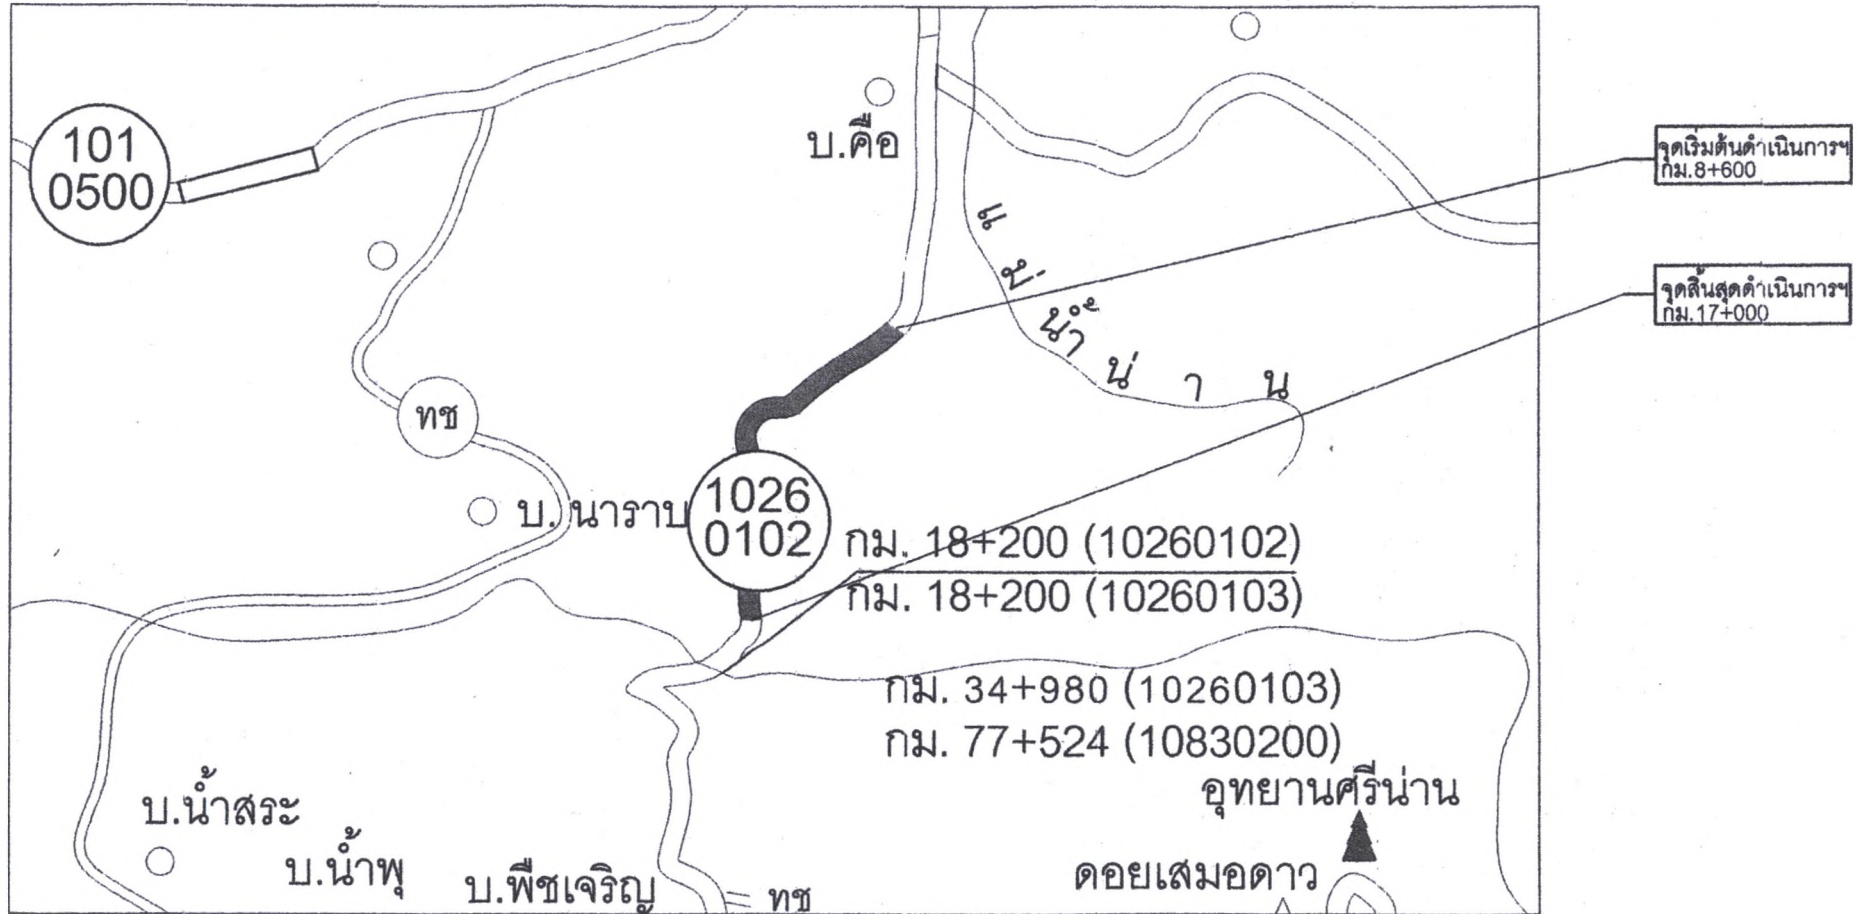 101
0500
บ.คือ
จุดเริ่มต้นดำเนินการฯ
กม.8+600
แม่น้ำน่าน
จุดสิ้นสุดดำเนินการฯ
กม.17+000
ทช
บ.นาราบ
1026
0102
กม. 18+200 (10260102)
กม. 18+200 (10260103)
กม. 34+980 (10260103)
กม. 77+524 (10830200)
อุทยานศรีน่าน
บ.น้ำสระ
บ.น้ำพุ
บ.พืชเจริญ
ทช
ดอยเสมอดาว